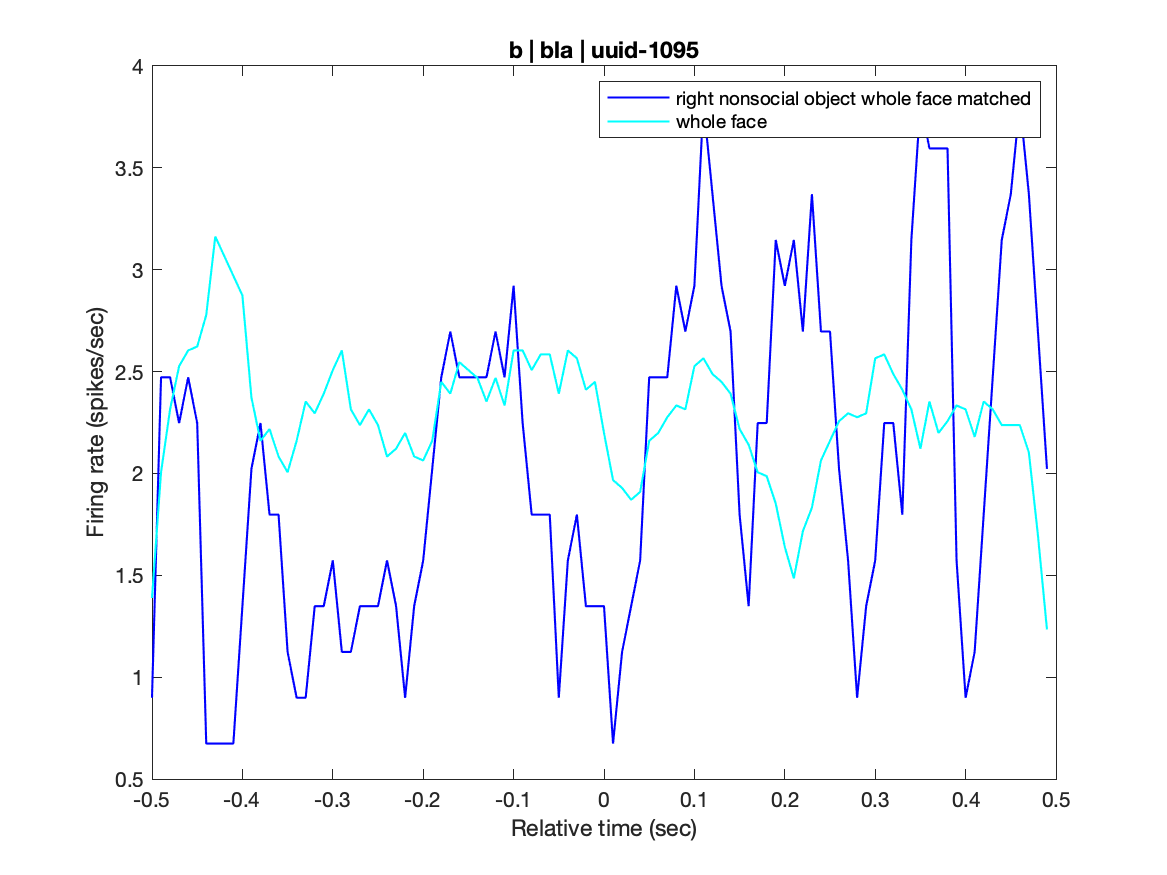 b | bla | uuid-1095
right nonsocial object whole face matched
whole face
4
3.5
3
2.5
2
1.5
1
0.5
Firing rate (spikes/sec)
-0.5 -0.4 -0.3 -0.2 -0.1 0 0.1 0.2 0.3 0.4 0.5
Relative time (sec)